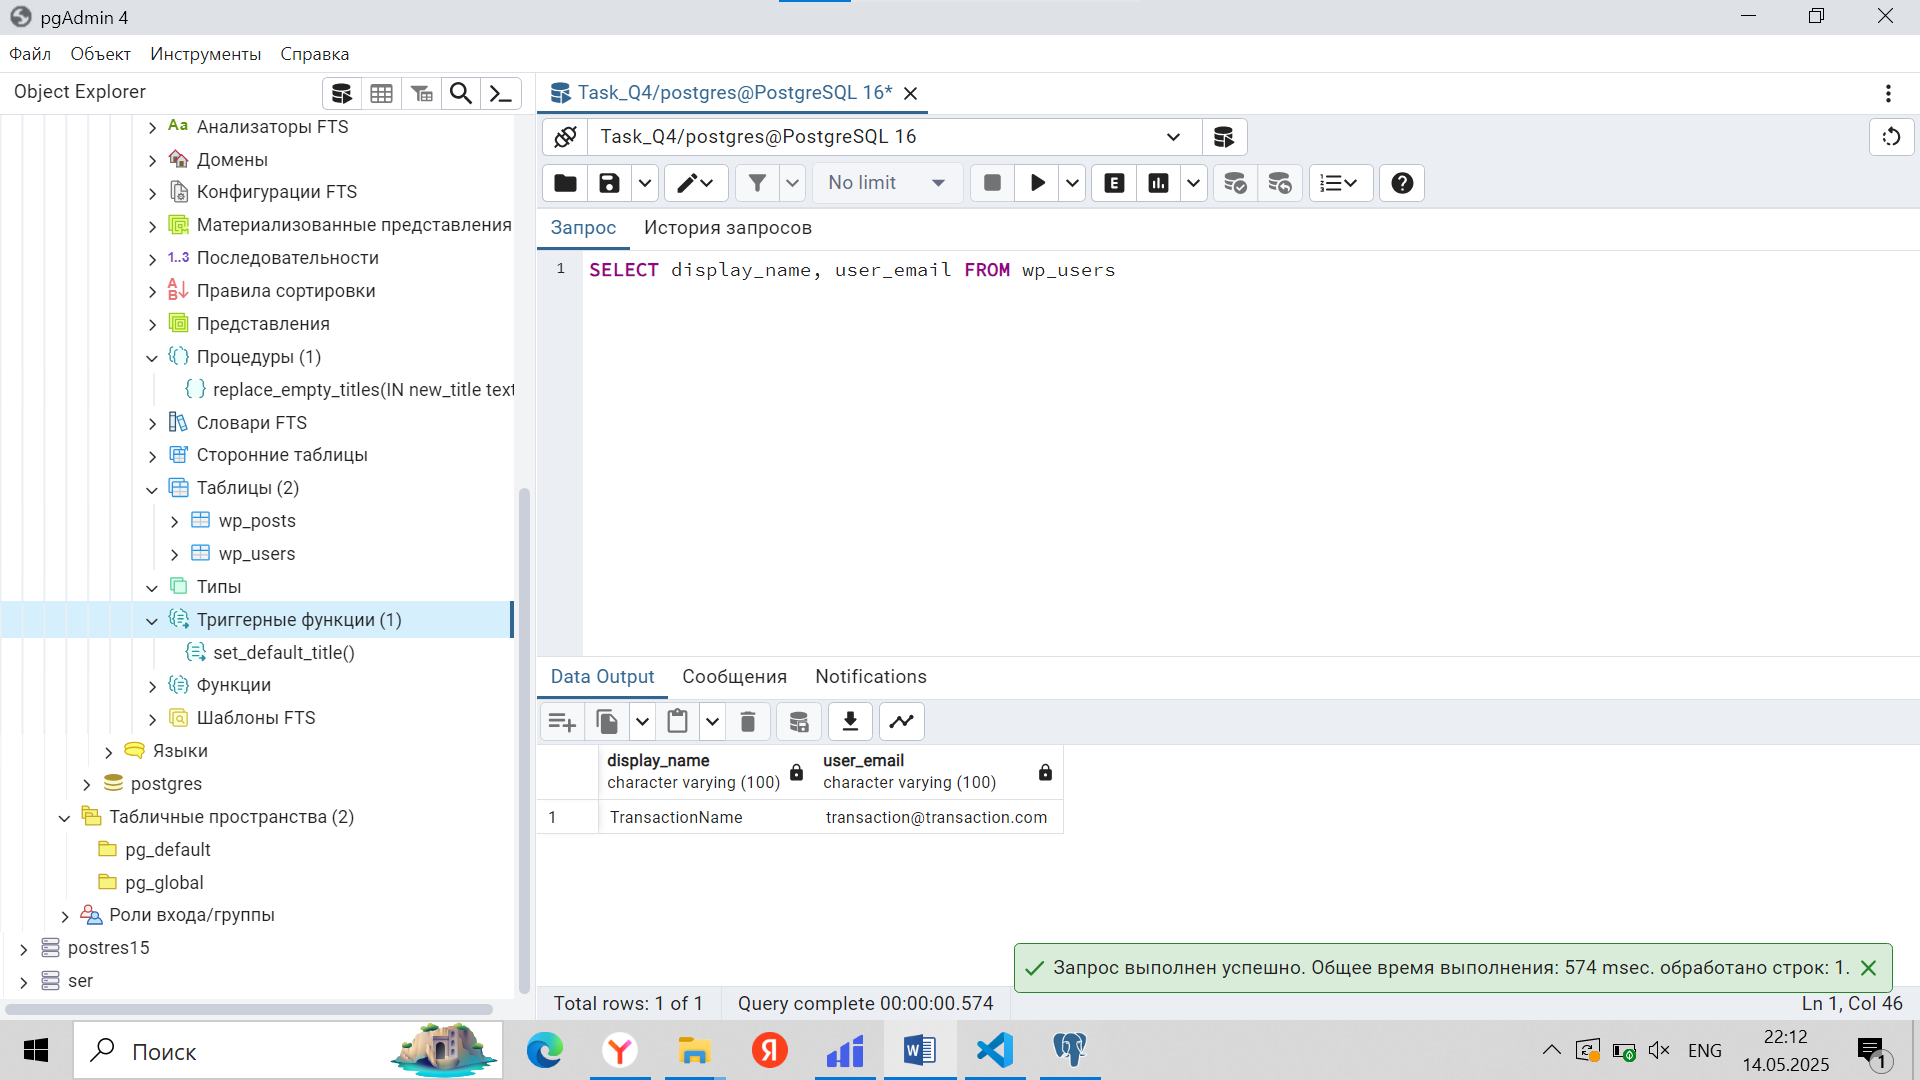 pgAdmin 4
Файл Объект Инструменты Справка
Object Explorer
Aa Анализаторы FTS
Домены
Конфигурации FTS
Материализованные представления
1..3 Последовательности
Правила сортировки
Представления
Процедуры (1)
replace_empty_titles(IN new_title text
Словари FTS
Сторонние таблицы
Таблицы (2)
wp_posts
wp_users
Типы
Триггерные функции (1)
set_default_title()
Функции
Шаблоны FTS
Языки
postgres
Табличные пространства (2)
pg_default
pg_global
Роли входа/группы
postres15
ser
Task_Q4/postgres@PostgreSQL 16*
Task_Q4/postgres@PostgreSQL 16
No limit
E
Запрос История запросов
1 SELECT display_name, user_email FROM wp_users
Data Output Сообщения Notifications
display_name user_email
character varying (100) character varying (100)
1 TransactionName transaction@transaction.com
Запрос выполнен успешно. Общее время выполнения: 574 msec. обработано строк: 1.
Total rows: 1 of 1 Query complete 00:00:00.574 Ln 1, Col 46
Поиск
ENG
22:12
14.05.2025
1